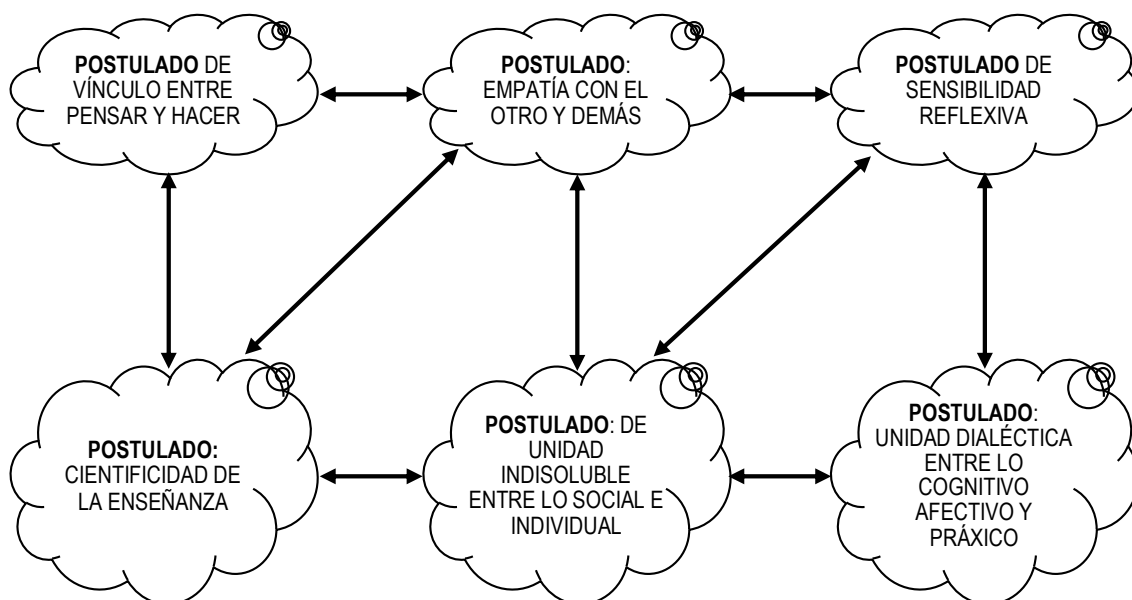 POSTULADO DE
VÍNCULO ENTRE
PENSAR Y HACER
POSTULADO:
EMPATÍA CON EL
OTRO Y DEMÁS
POSTULADO DE
SENSIBILIDAD
REFLEXIVA
POSTULADO:
CIENTIFICIDAD DE
LA ENSEÑANZA
POSTULADO: DE
UNIDAD
INDISOLUBLE
ENTRE LO SOCIAL E
INDIVIDUAL
POSTULADO:
UNIDAD DIALÉCTICA
ENTRE LO
COGNITIVO
AFECTIVO Y
PRÁXICO